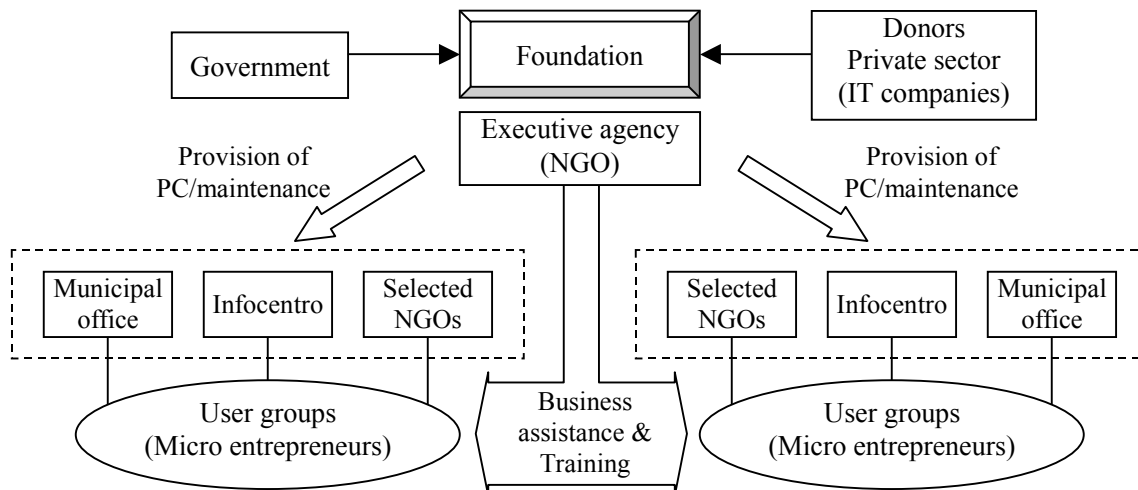 Government
Foundation
Donors
Private sector
(IT companies)
Executive agency
(NGO)
Provision of
PC/maintenance
Provision of
PC/maintenance
Municipal
office
Infocentro
Selected
NGOs
Selected
NGOs
Infocentro
Municipal
office
User groups
(Micro entrepreneurs)
Business
assistance &
Training
User groups
(Micro entrepreneurs)